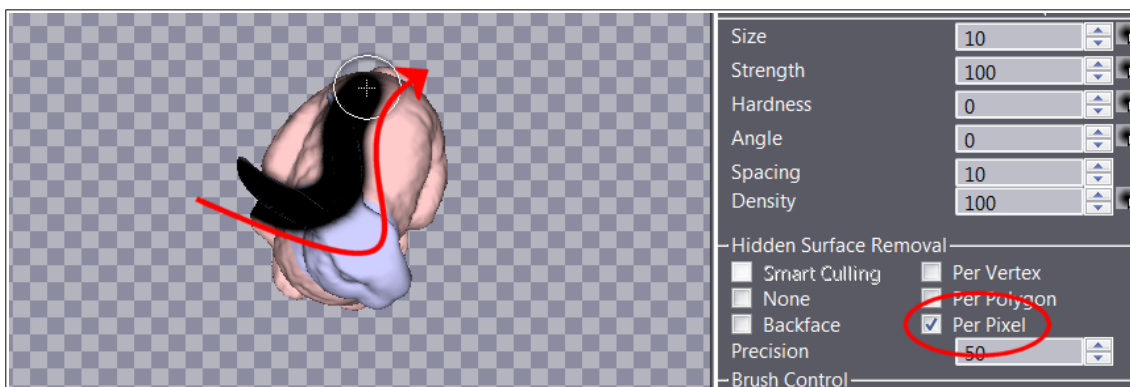 Size 10
Strength 100
Hardness 0
Angle 0
Spacing 10
Density 100
Hidden Surface Removal
Smart Culling Per Vertex
None Per Polygon
Backface Per Pixel
Precision 50
Brush Control